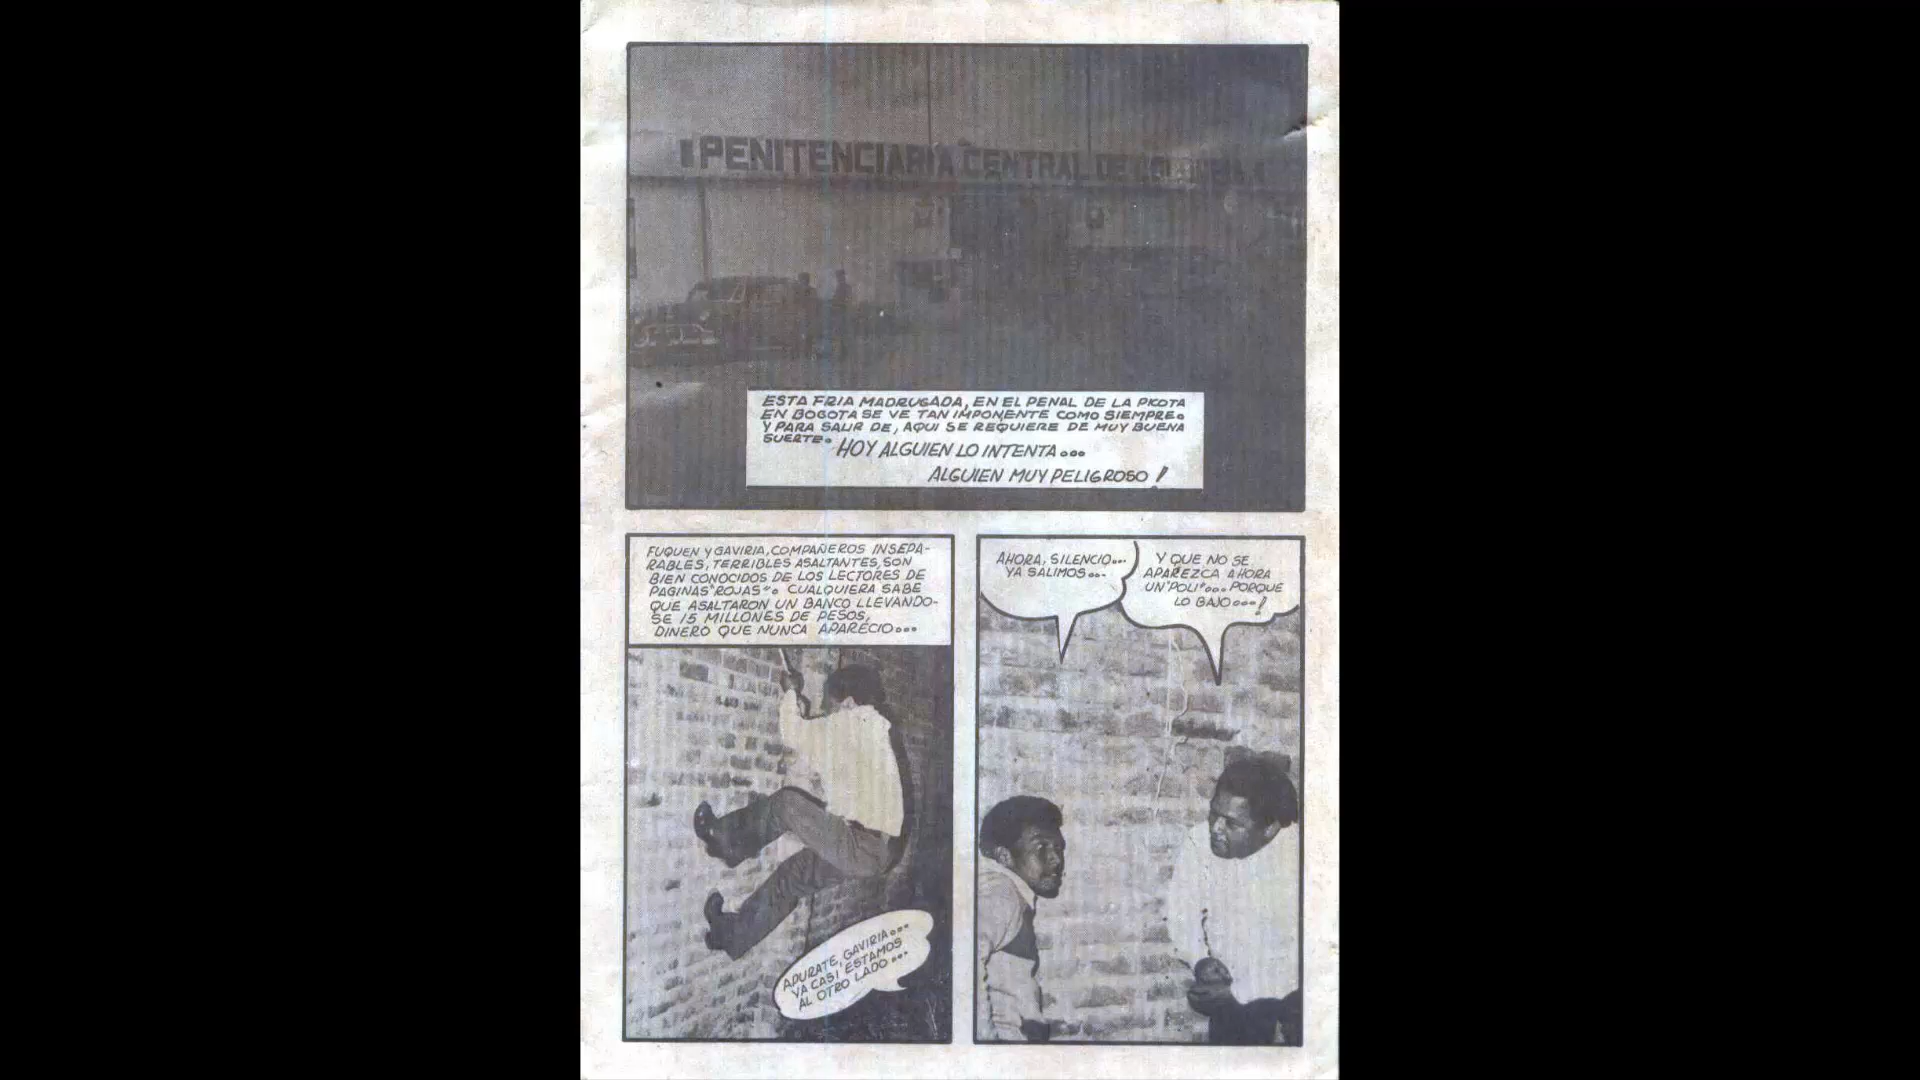 PENITENCIARIA CENTRAL DE COLOMBIA
ESTA FRIA MADRUGADA, EN EL PENAL DE LA PICOTA
EN BOGOTA SE VE TAN IMPONENTE COMO SIEMPRE.
Y PARA SALIR DE, AQUI SE REQUIERE DE MUY BUENA
SUERTE. HOY ALGUIEN LO INTENTA...
ALGUIEN MUY PELIGROSO!
FUQUEN Y GAVIRIA, COMPAÑEROS INSEPA-
RABLES, TERRIBLES ASALTANTES, SON
BIEN CONOCIDOS DE LOS LECTORES DE
PAGINAS "ROJAS". CUALQUIERA SABE
QUE ASALTARON UN BANCO LLEVANDO-
SE 15 MILLONES DE PESOS,
DINERO QUE NUNCA APARECIO...
APURATE, GAVIRIA...
YA CASI ESTAMOS
AL OTRO LADO...
AHORA, SILENCIO...
YA SALIMOS...
Y QUE NO SE
APAREZCA AHORA
UN "POLI"... PORQUE
LO BAJO...!